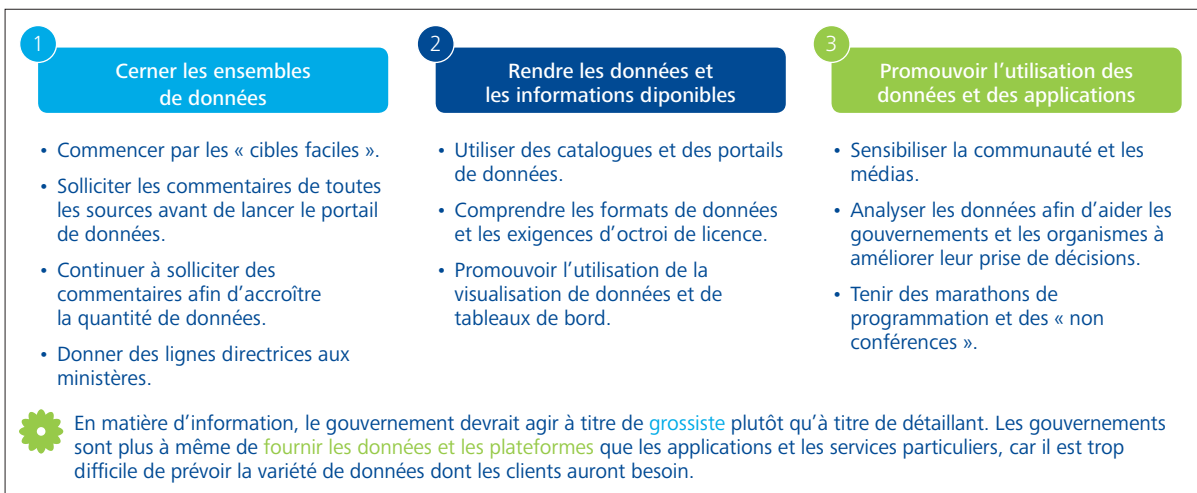 1
Cerner les ensembles
de données
• Commencer par les « cibles faciles ».
• Solliciter les commentaires de toutes
les sources avant de lancer le portail
de données.
• Continuer à solliciter des
commentaires afin d'accroître
la quantité de données.
• Donner des lignes directrices aux
ministères.
2
Rendre les données et
les informations diponibles
• Utiliser des catalogues et des portails
de données.
• Comprendre les formats de données
et les exigences d'octroi de licence.
• Promouvoir l'utilisation de la
visualisation de données et de
tableaux de bord.
3
Promouvoir l'utilisation des
données et des applications
• Sensibiliser la communauté et les
médias.
• Analyser les données afin d'aider les
gouvernements et les organismes à
améliorer leur prise de décisions.
• Tenir des marathons de
programmation et des « non
conférences ».
En matière d'information, le gouvernement devrait agir à titre de grossiste plutôt qu'à titre de détaillant. Les gouvernements
sont plus à même de fournir les données et les plateformes que les applications et les services particuliers, car il est trop
difficile de prévoir la variété de données dont les clients auront besoin.